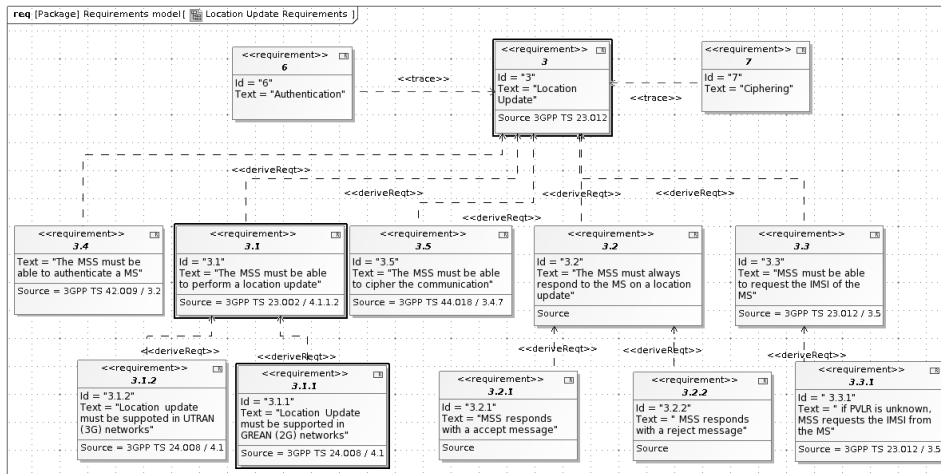 req [Package] Requirements model[ Location Update Requirements ]
<<requirement>>
6
Id = "6"
Text = "Authentication"
<<trace>>
<<requirement>>
3
Id = "3"
Text = "Location
Update"
Source 3GPP TS 23.012
<<trace>>
<<requirement>>
7
Id = "7"
Text = "Ciphering"
<<deriveReqt>>
<<deriveReqt>>
<<deriveReqt>>
<<deriveReqt>>
<<deriveReqt>>
<<requirement>>
3.4
Text = "The MSS must be
able to authenticate a MS"
Source = 3GPP TS 42.009 / 3.2
<<requirement>>
3.1
Id = "3.1"
Text = "The MSS must be able
to perform a location update"
Source = 3GPP TS 23.002 / 4.1.1.2
<<requirement>>
3.5
Id = "3.5"
Text = "The MSS must be able
to cipher the communication"
Source = 3GPP TS 44.018 / 3.4.7
<<requirement>>
3.2
Id = "3.2"
Text = "The MSS must always
respond to the MS on a location
update"
Source
<<requirement>>
3.3
Id = "3.3"
Text = "MSS must be able
to request the IMSI of the
MS"
Source = 3GPP TS 23.012 / 3.5
<<deriveReqt>>
<<deriveReqt>>
<<deriveReqt>>
<<deriveReqt>>
<<deriveReqt>>
<<requirement>>
3.1.2
Id = "3.1.2"
Text = "Location update
must be suppoted in UTRAN
(3G) networks"
Source = 3GPP TS 24.008 / 4.1
<<requirement>>
3.1.1
Id = "3.1.1"
Text = "Location Update
must be supported in
GREAN (2G) networks"
Source = 3GPP TS 24.008 / 4.1
<<requirement>>
3.2.1
Id = "3.2.1"
Text = "MSS responds
with a accept message"
Source
<<requirement>>
3.2.2
Id = "3.2.2"
Text = " MSS responds
with a reject message"
Source
<<requirement>>
3.3.1
Id = " 3.3.1"
Text = " if PVLR is unknown,
MSS requests the IMSI from
the MS"
Source = 3GPP TS 23.012 / 3.5